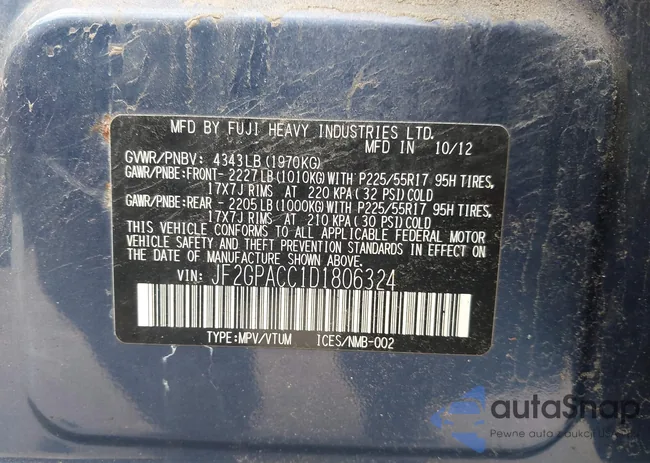 MFD BY FUJI HEAVY INDUSTRIES LTD.
MFD IN 10/12
GVWR/PNBV: 4343LB(1970KG)
GAWR/PNBE:FRONT- 2227LB(1010KG)WITH P225/55R17 95H TIRES,
17X7J RIMS AT 220 KPA(32 PSI)COLD
GAWR/PNBE:REAR - 2205LB(1000KG)WITH P225/55R17 95H TIRES,
17X7J RIMS AT 210 KPA(30 PSI)COLD
THIS VEHICLE CONFORMS TO ALL APPLICABLE FEDERAL MOTOR
VEHICLE SAFETY AND THEFT PREVENTION STANDARDS IN EFFECT ON
THE DATE OF MANUFACTURE SHOWN ABOVE.
VIN: JF2GPACC1D1806324
TYPE:MPV/VTUM ICES/NMB-002
autoSnap
Pewne auto zakupione